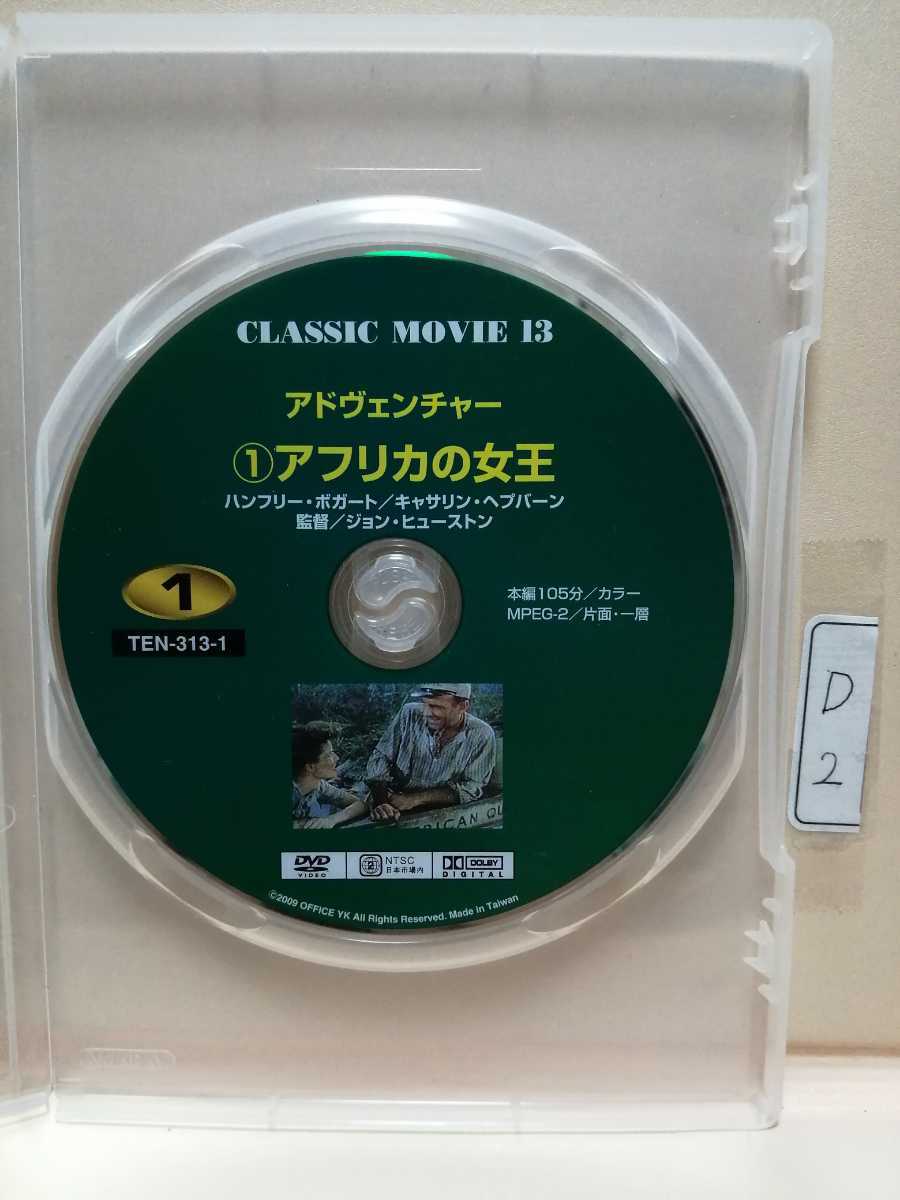 CLASSIC MOVIE 13
アドヴェンチャー
①アフリカの女王
ハンフリー・ボガート／キャサリン・ヘプバーン
監督／ジョン・ヒューストン
1
TEN-313-1
本編105分／カラー
MPEG-2／片面・一層
RICAN QU
DVD
VIDEO
2
NTSC
日本市場内
DOLBY
DIGITAL
©2009 OFFICE YK All Rights Reserved. Made in Taiwan
D
2